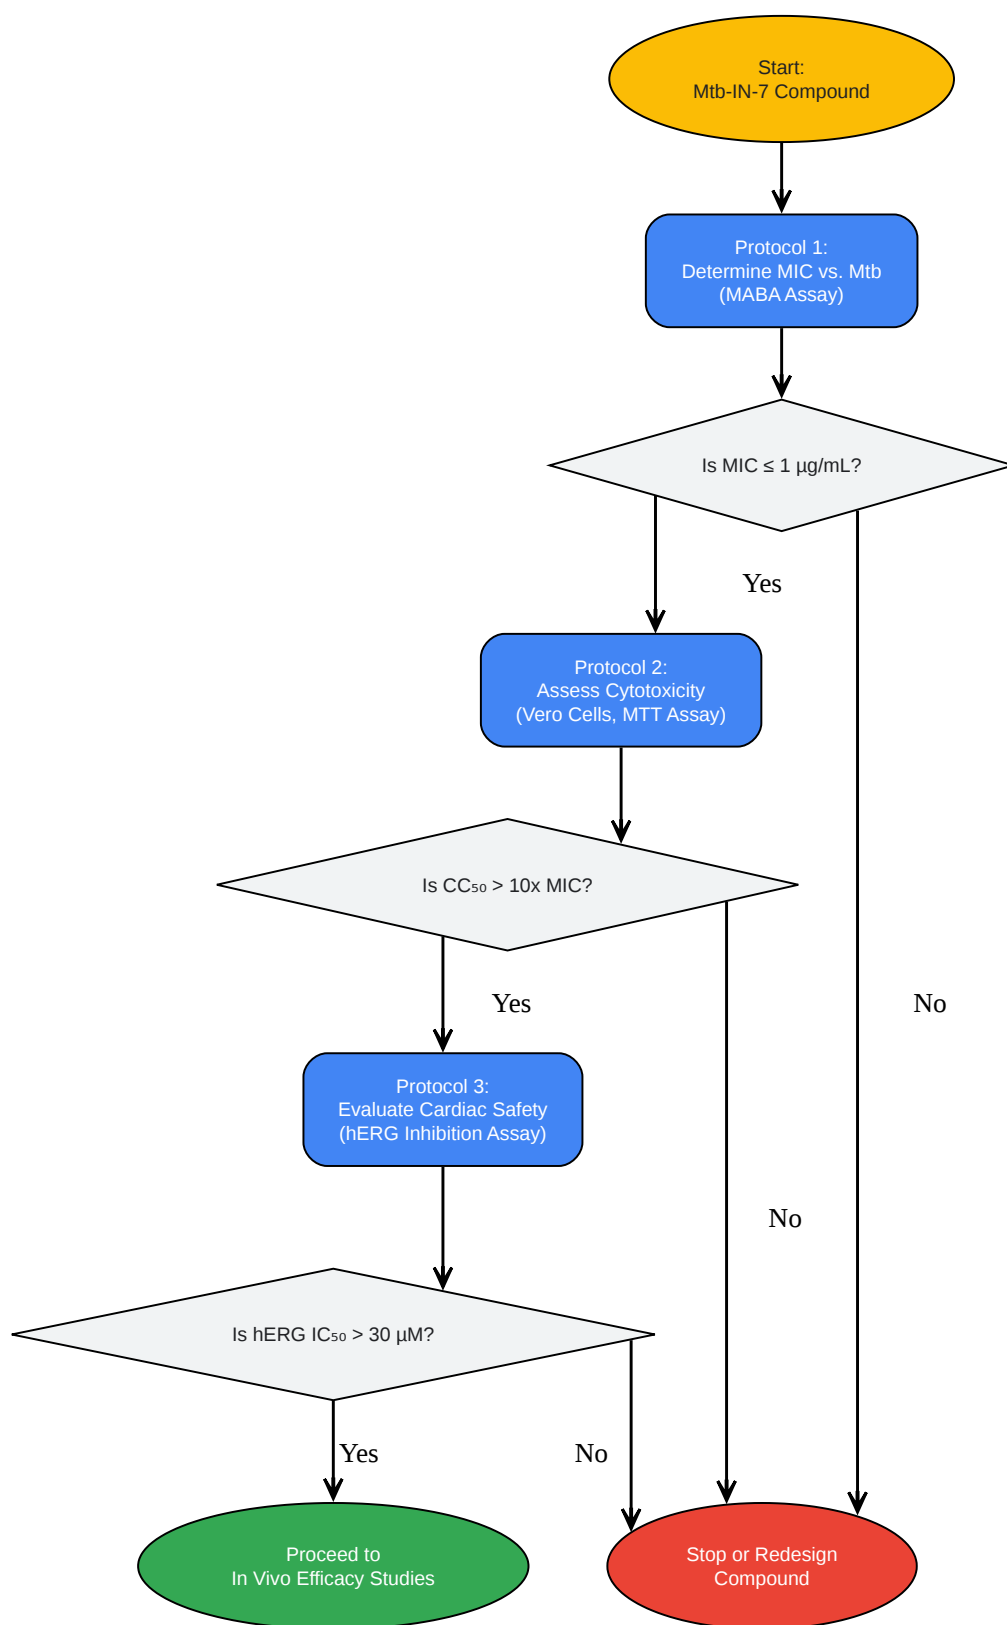 Start:
Mtb-IN-7 Compound
Protocol 1:
Determine MIC vs. Mtb
(MABA Assay)
Is MIC ≤ 1 µg/mL?
Yes
Protocol 2:
Assess Cytotoxicity
(Vero Cells, MTT Assay)
Is CC₅₀ > 10x MIC?
Yes
No
Protocol 3:
Evaluate Cardiac Safety
(hERG Inhibition Assay)
No
Is hERG IC₅₀ > 30 µM?
Yes
No
Proceed to
In Vivo Efficacy Studies
Stop or Redesign
Compound